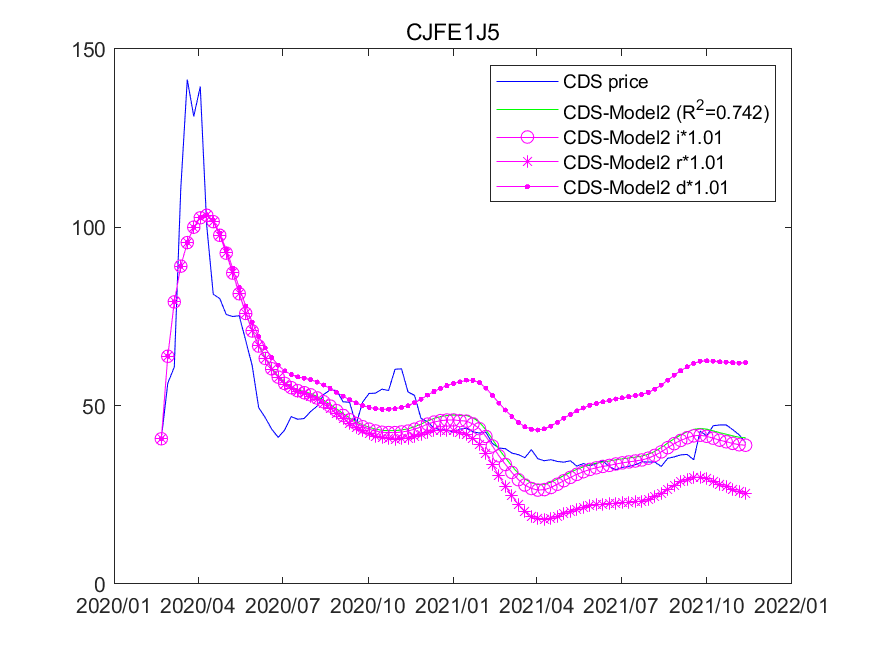 CJFE1J5
150
100
50
0
CDS price
CDS-Model2 (R²=0.742)
CDS-Model2 i*1.01
CDS-Model2 r*1.01
CDS-Model2 d*1.01
2020/01 2020/04 2020/07 2020/10 2021/01 2021/04 2021/07 2021/10 2022/01